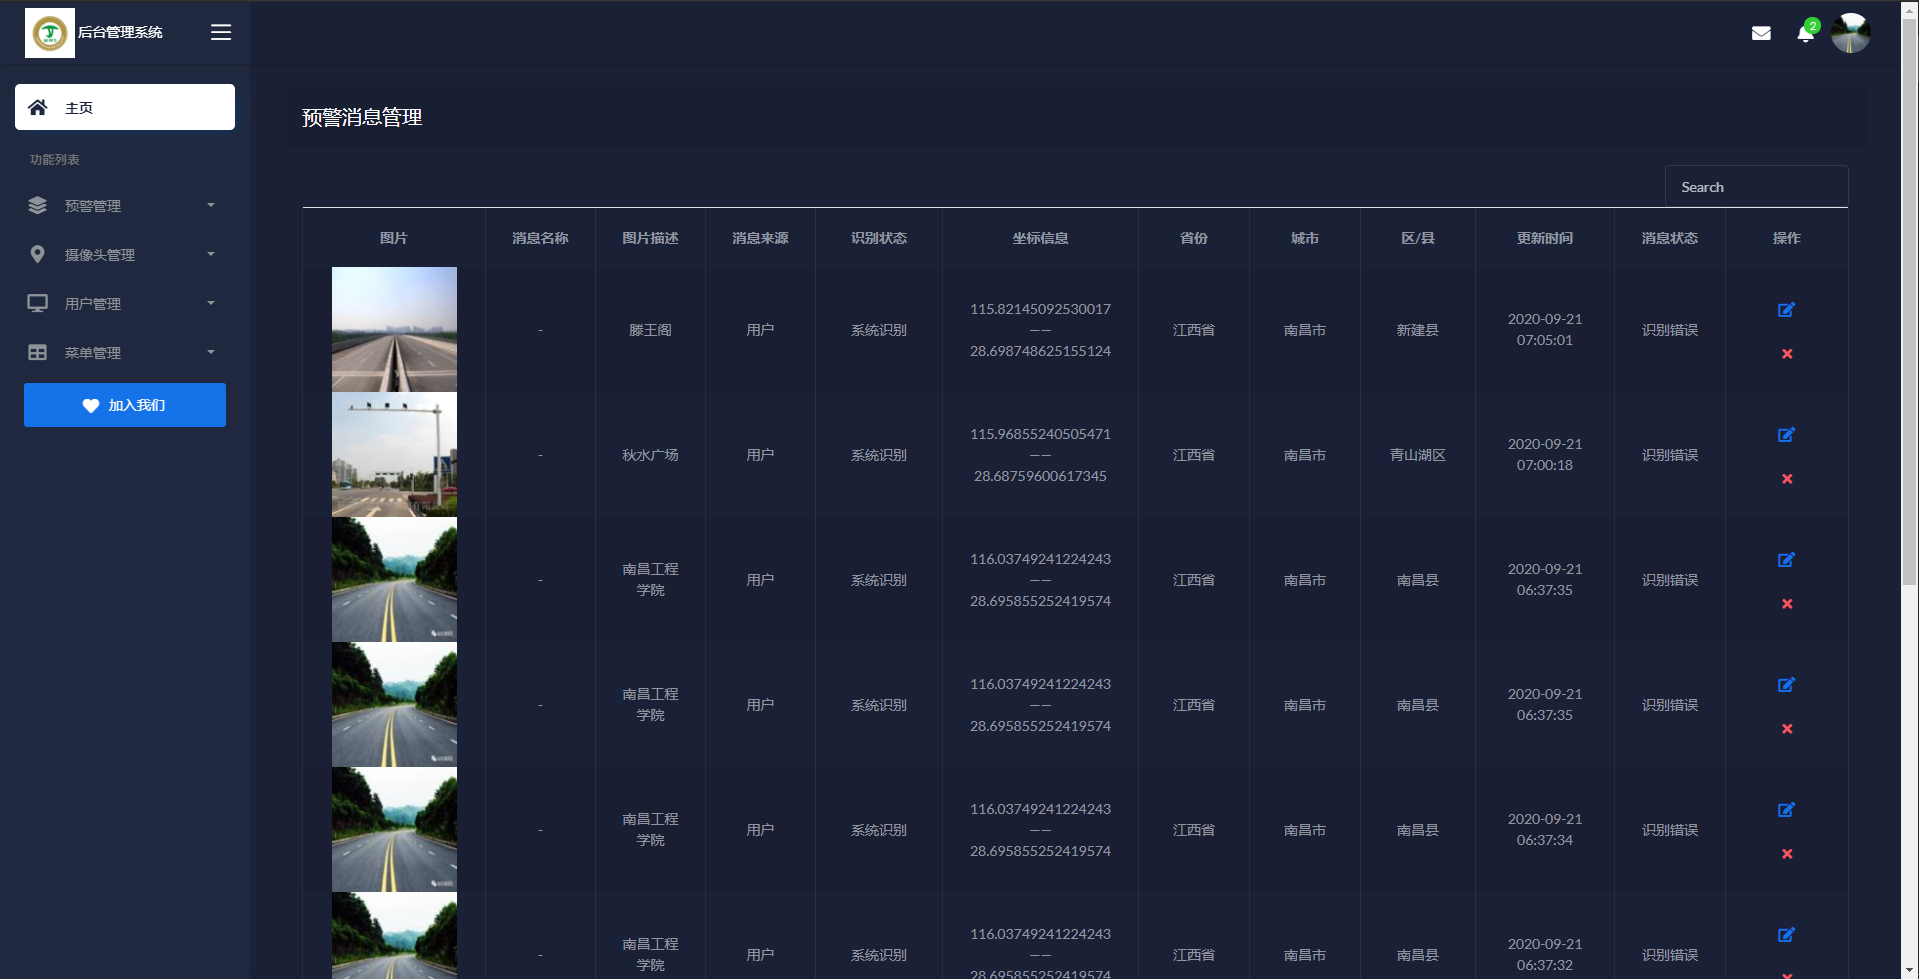 后台管理系统
2
主页
功能列表
预警管理
摄像头管理
用户管理
菜单管理
加入我们
预警消息管理
Search
图片 消息名称 图片描述 消息来源 识别状态 坐标信息 省份 城市 区/县 更新时间 消息状态 操作
115.82145092530017
- 滕王阁 用户 系统识别 —— 江西省 南昌市 新建县 2020-09-21 07:05:01 识别错误
28.698748625155124
115.96855240505471
- 秋水广场 用户 系统识别 —— 江西省 南昌市 青山湖区 2020-09-21 07:00:18 识别错误
28.68759600617345
116.03749241224243
- 南昌工程学院 用户 系统识别 —— 江西省 南昌市 南昌县 2020-09-21 06:37:35 识别错误
28.695855252419574
116.03749241224243
- 南昌工程学院 用户 系统识别 —— 江西省 南昌市 南昌县 2020-09-21 06:37:35 识别错误
28.695855252419574
116.03749241224243
- 南昌工程学院 用户 系统识别 —— 江西省 南昌市 南昌县 2020-09-21 06:37:34 识别错误
28.695855252419574
116.03749241224243
- 南昌工程学院 用户 系统识别 —— 江西省 南昌市 南昌县 2020-09-21 06:37:32 识别错误
28.695855252419574